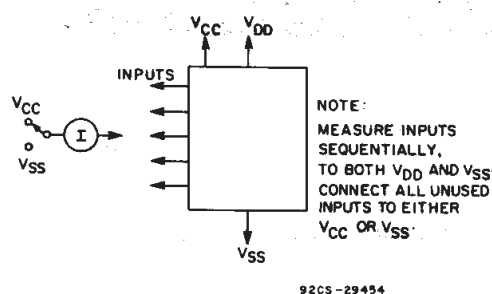 VCC VDD
INPUTS
VCC
I
VSS
NOTE:
MEASURE INPUTS
SEQUENTIALLY,
TO BOTH VDD AND VSS.
CONNECT ALL UNUSED
INPUTS TO EITHER
VCC OR VSS.
VSS
92CS-29454